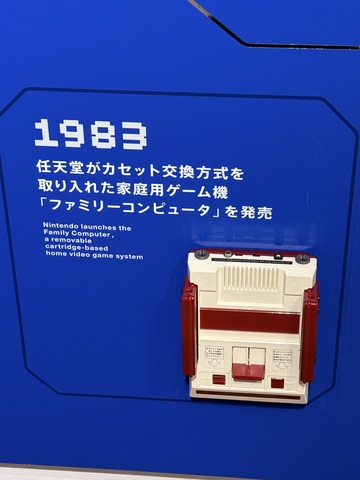 1983
任天堂がカセット交換方式を
取り入れた家庭用ゲーム機
「ファミリーコンピュータ」を発売
Nintendo launches the
Family Computer,
a removable
cartridge-based
home video game system